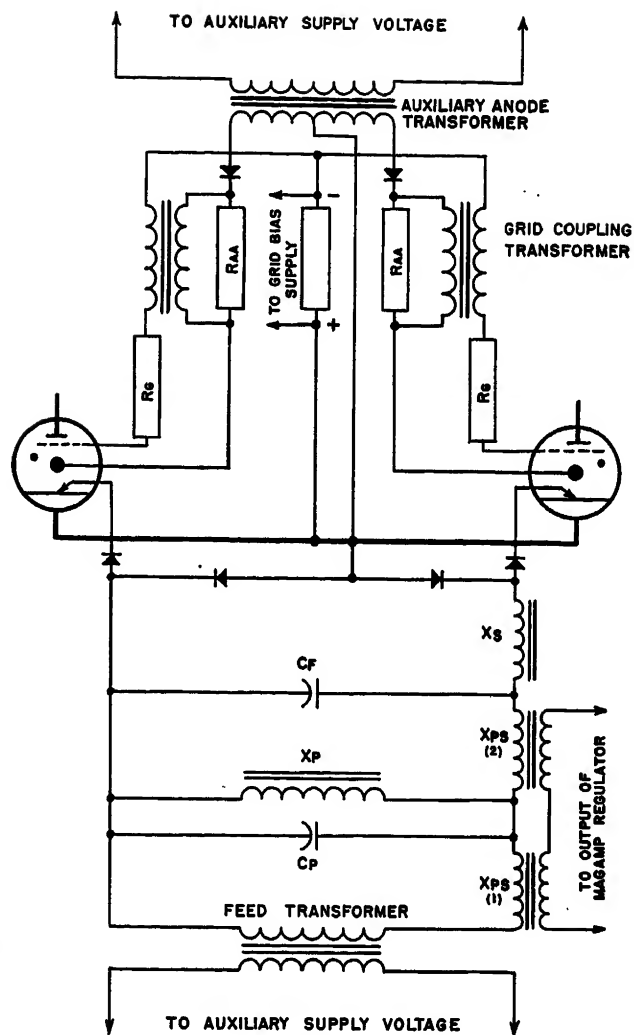 TO AUXILIARY SUPPLY VOLTAGE
AUXILIARY ANODE
TRANSFORMER
−
TO GRID BIAS
SUPPLY
+
RAA
RAA
GRID COUPLING
TRANSFORMER
RG
RG
XS
CF
XPS
(2)
XP
CP
XPS
(1)
TO OUTPUT OF
MAGAMP REGULATOR
FEED TRANSFORMER
TO AUXILIARY SUPPLY VOLTAGE